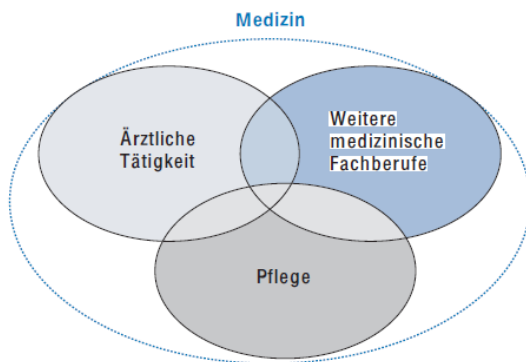 Medizin
Ärztliche
Tätigkeit
Weitere
medizinische
Fachberufe
Pflege